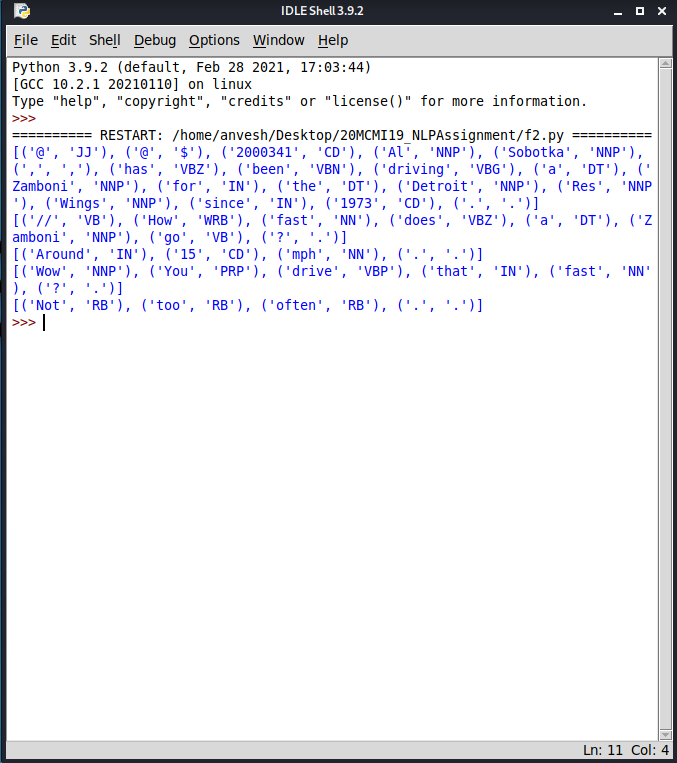 IDLE Shell 3.9.2
File Edit Shell Debug Options Window Help
Python 3.9.2 (default, Feb 28 2021, 17:03:44)
[GCC 10.2.1 20210110] on linux
Type "help", "copyright", "credits" or "license()" for more information.
>>>
========== RESTART: /home/anvesh/Desktop/20MCMI19_NLPAssignment/f2.py ==========
[('@', 'JJ'), ('@', '$'), ('2000341', 'CD'), ('Al', 'NNP'), ('Sobotka', 'NNP'),
(',', ','), ('has', 'VBZ'), ('been', 'VBN'), ('driving', 'VBG'), ('a', 'DT'), ('
Zamboni', 'NNP'), ('for', 'IN'), ('the', 'DT'), ('Detroit', 'NNP'), ('Res', 'NNP
'), ('Wings', 'NNP'), ('since', 'IN'), ('1973', 'CD'), ('.', '.')]
[('//', 'VB'), ('How', 'WRB'), ('fast', 'NN'), ('does', 'VBZ'), ('a', 'DT'), ('Z
amboni', 'NNP'), ('go', 'VB'), ('?', '.')]
[('Around', 'IN'), ('15', 'CD'), ('mph', 'NN'), ('.', '.')]
[('Wow', 'NNP'), ('You', 'PRP'), ('drive', 'VBP'), ('that', 'IN'), ('fast', 'NN'
), ('?', '.')]
[('Not', 'RB'), ('too', 'RB'), ('often', 'RB'), ('.', '.')]
>>>
Ln: 11 Col: 4